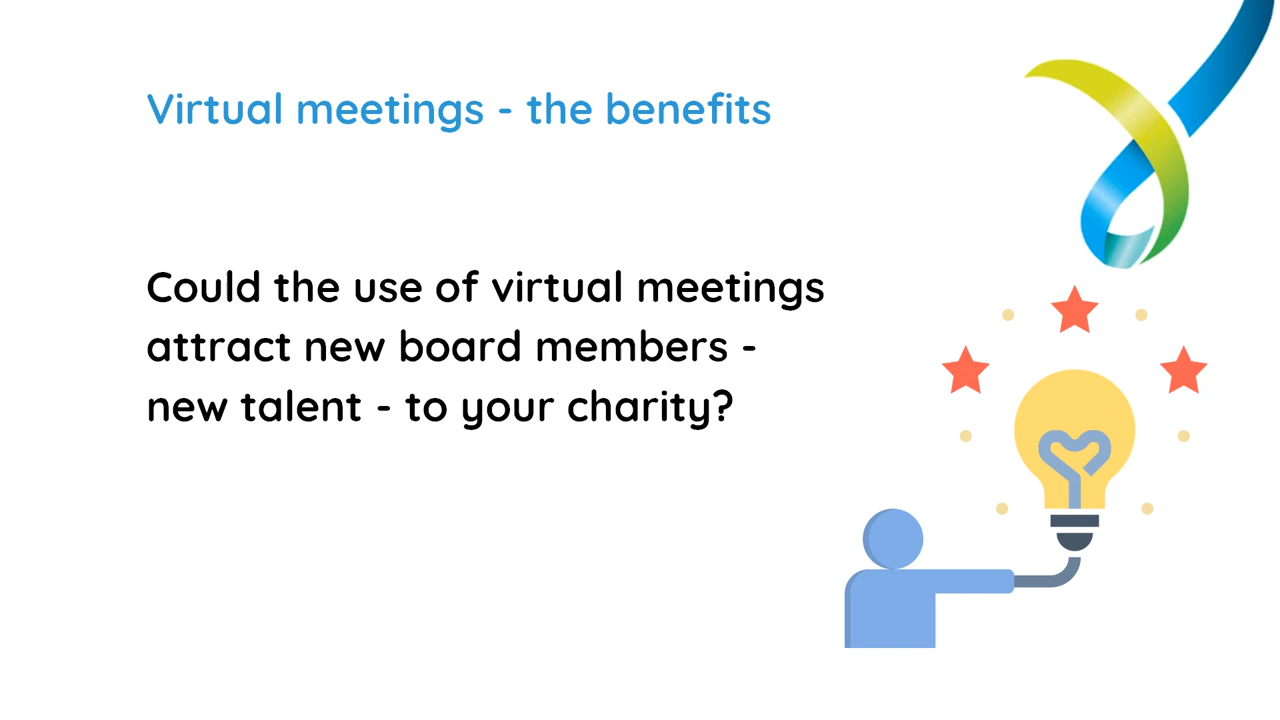 Virtual meetings - the benefits
Could the use of virtual meetings
attract new board members -
new talent - to your charity?